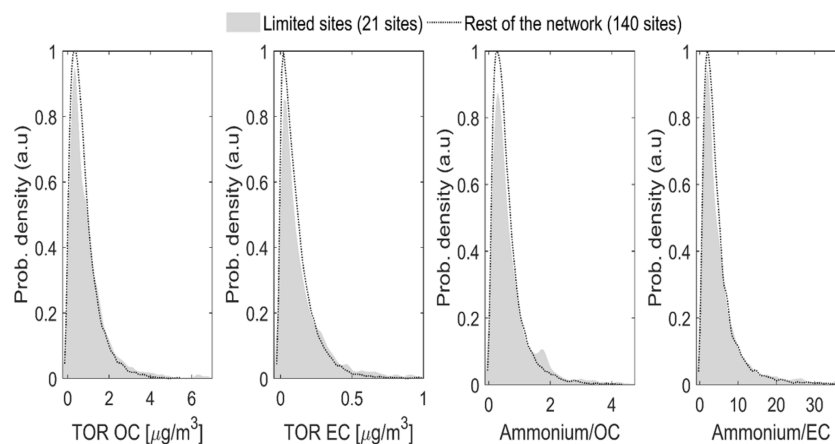 Limited sites (21 sites) Rest of the network (140 sites)
Prob. density (a.u)
1
0.8
0.6
0.4
0.2
0
0 2 4 6
TOR OC [μg/m³]
Prob. density (a.u)
1
0.8
0.6
0.4
0.2
0
0 0.5 1
TOR EC [μg/m³]
Prob. density (a.u)
1
0.8
0.6
0.4
0.2
0
0 2 4
Ammonium/OC
Prob. density (a.u)
1
0.8
0.6
0.4
0.2
0
0 10 20 30
Ammonium/EC